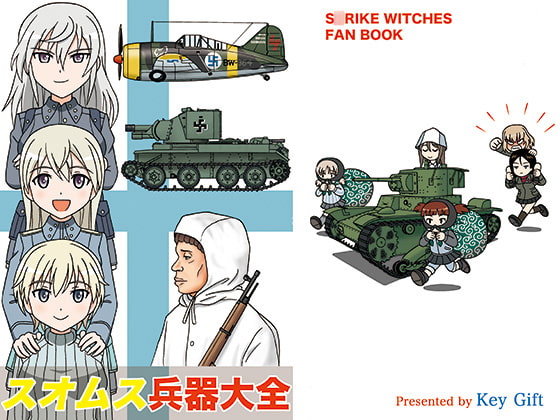 S RIKE WITCHES
FAN BOOK
スオムス兵器大全
Presented by Key Gift